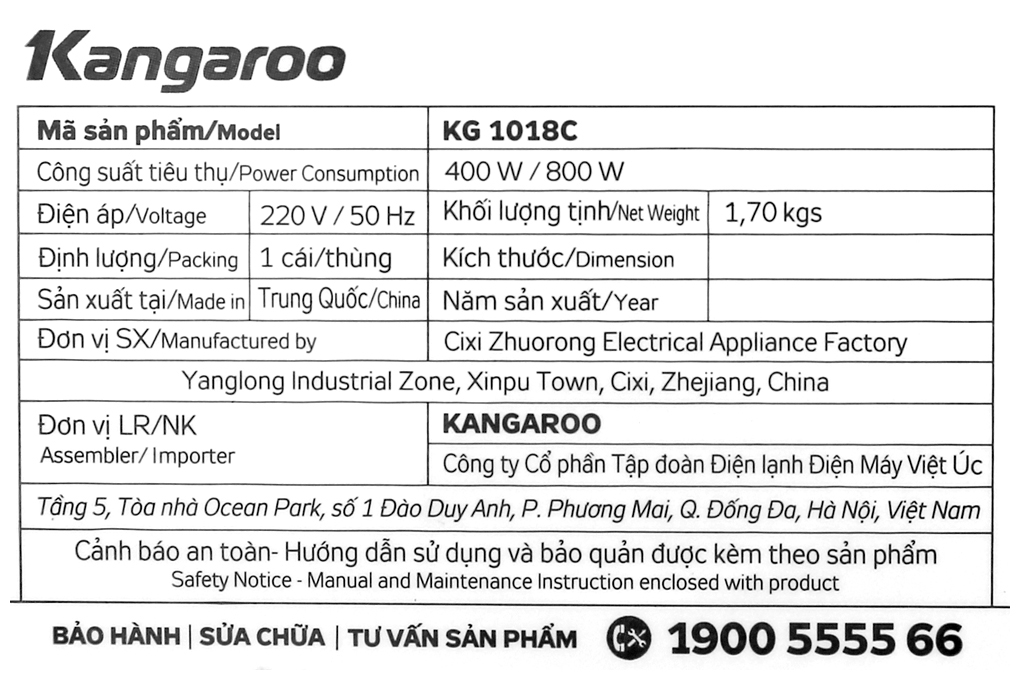 Kangaroo
Mã sản phẩm/Model KG 1018C
Công suất tiêu thụ/Power Consumption 400 W / 800 W
Điện áp/Voltage 220 V / 50 Hz Khối lượng tịnh/Net Weight 1,70 kgs
Định lượng/Packing 1 cái/thùng Kích thước/Dimension
Sản xuất tại/Made in Trung Quốc/China Năm sản xuất/Year
Đơn vị SX/Manufactured by Cixi Zhuorong Electrical Appliance Factory
Yanglong Industrial Zone, Xinpu Town, Cixi, Zhejiang, China
Đơn vị LR/NK KANGAROO
Assembler/ Importer Công ty Cổ phần Tập đoàn Điện lạnh Điện Máy Việt Úc
Tầng 5, Tòa nhà Ocean Park, số 1 Đào Duy Anh, P. Phương Mai, Q. Đống Đa, Hà Nội, Việt Nam
Cảnh báo an toàn- Hướng dẫn sử dụng và bảo quản được kèm theo sản phẩm
Safety Notice - Manual and Maintenance Instruction enclosed with product
BẢO HÀNH | SỬA CHỮA | TƯ VẤN SẢN PHẨM 1900 5555 66